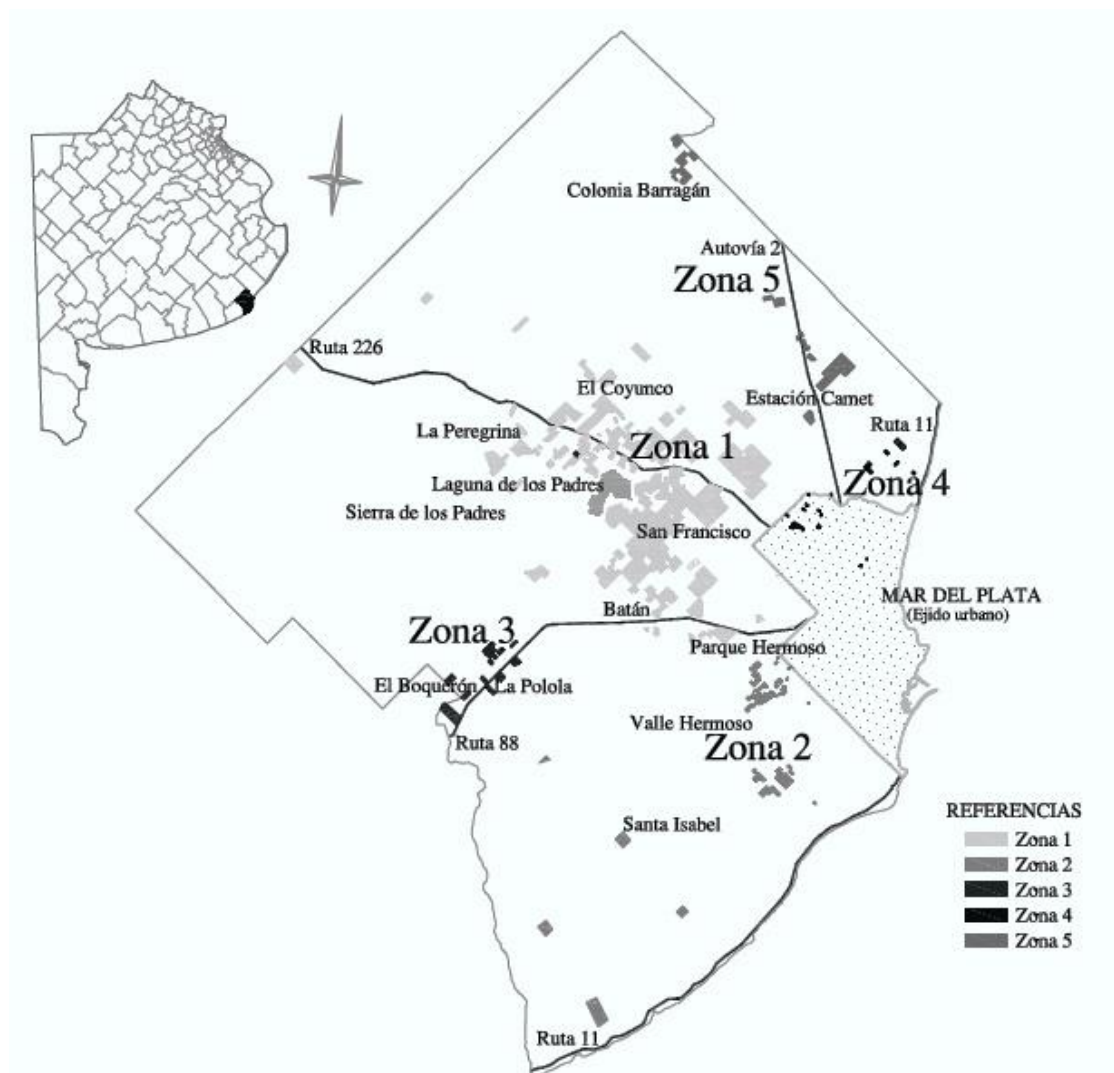 Colonia Barragán
Autovía 2
Zona 5
Ruta 226
El Coyunco
Estación Camet
La Peregrina
Zona 1
Ruta 11
Laguna de los Padres
Zona 4
Sierra de los Padres
San Francisco
MAR DEL PLATA
(Ejido urbano)
Batán
Zona 3
Parque Hermoso
El Boquerón
La Polola
Valle Hermoso
Ruta 88
Zona 2
Santa Isabel
Ruta 11
REFERENCIAS
Zona 1
Zona 2
Zona 3
Zona 4
Zona 5